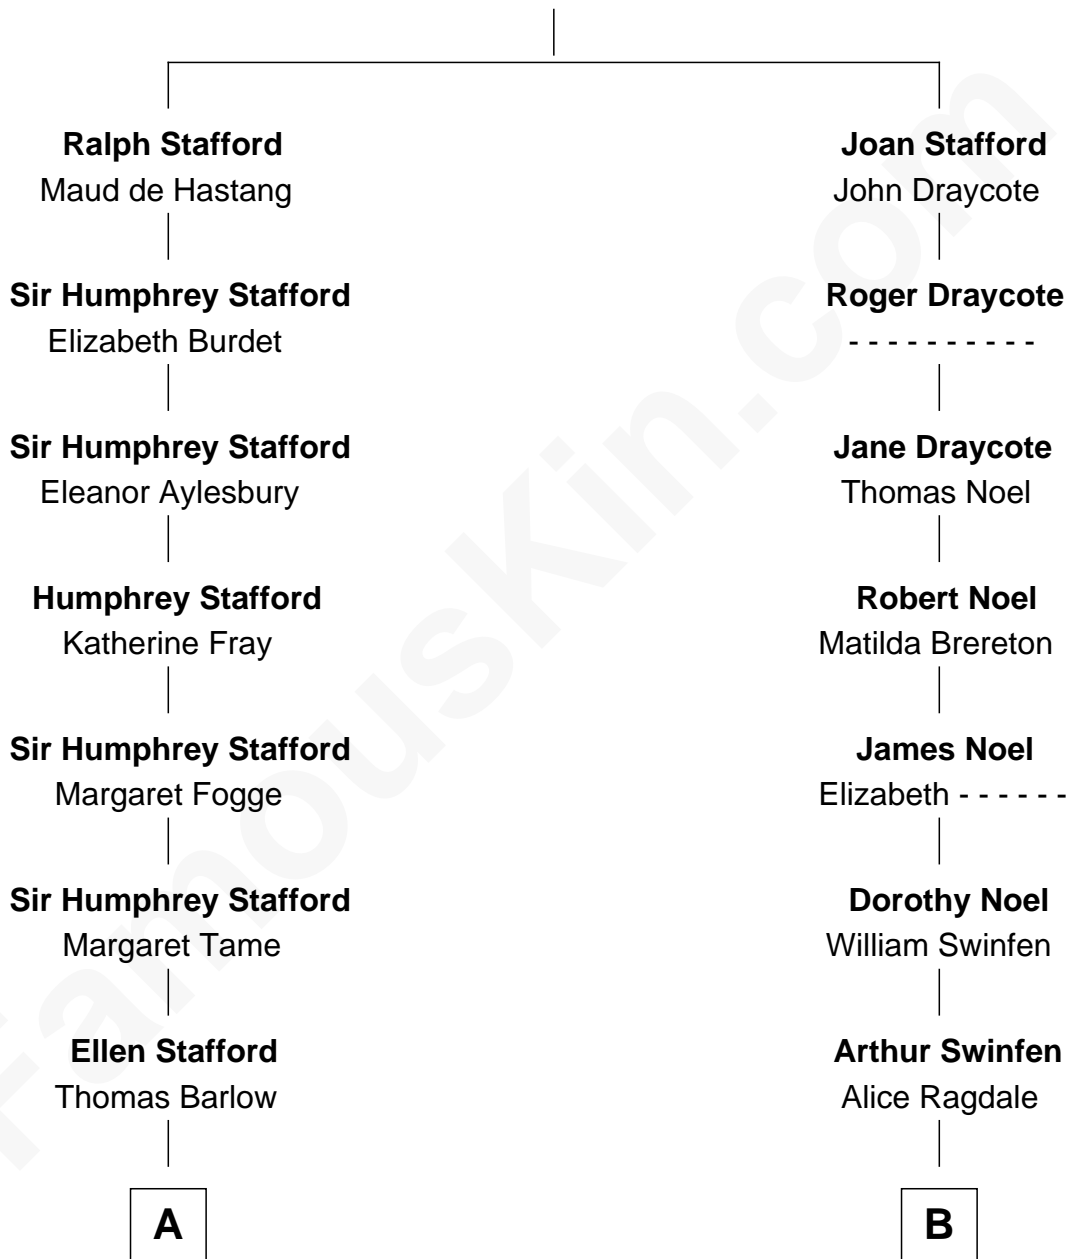 Ralph Stafford
Maud de Hastang
Sir Humphrey Stafford
Elizabeth Burdet
Sir Humphrey Stafford
Eleanor Aylesbury
Humphrey Stafford
Katherine Fray
Sir Humphrey Stafford
Margaret Fogge
Sir Humphrey Stafford
Margaret Tame
Ellen Stafford
Thomas Barlow
A
Joan Stafford
John Draycote
Roger Draycote
- - - - - - - - - -
Jane Draycote
Thomas Noel
Robert Noel
Matilda Brereton
James Noel
Elizabeth - - - - - -
Dorothy Noel
William Swinfen
Arthur Swinfen
Alice Ragdale
B
FamousKin.com